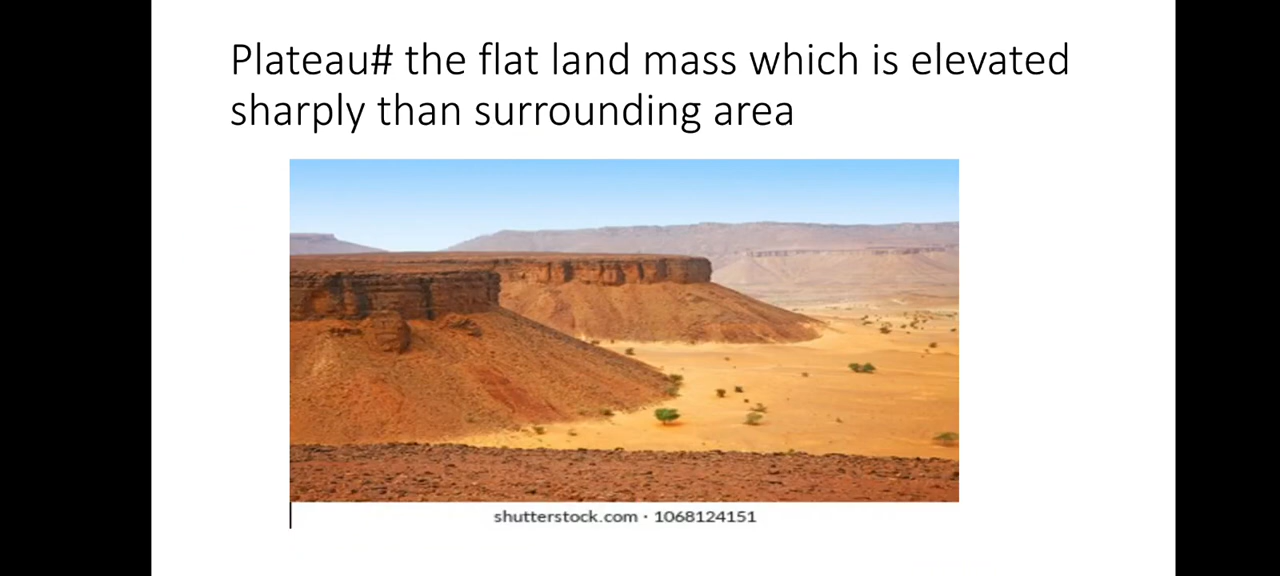 Plateau# the flat land mass which is elevated
sharply than surrounding area
shutterstock.com · 1068124151